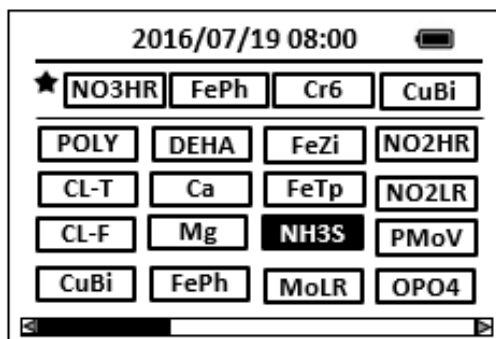 2016/07/19 08:00
NO3HR FePh Cr6 CuBi
POLY DEHA FeZi NO2HR
CL-T Ca FeTp NO2LR
CL-F Mg NH3S PMoV
CuBi FePh MoLR OPO4